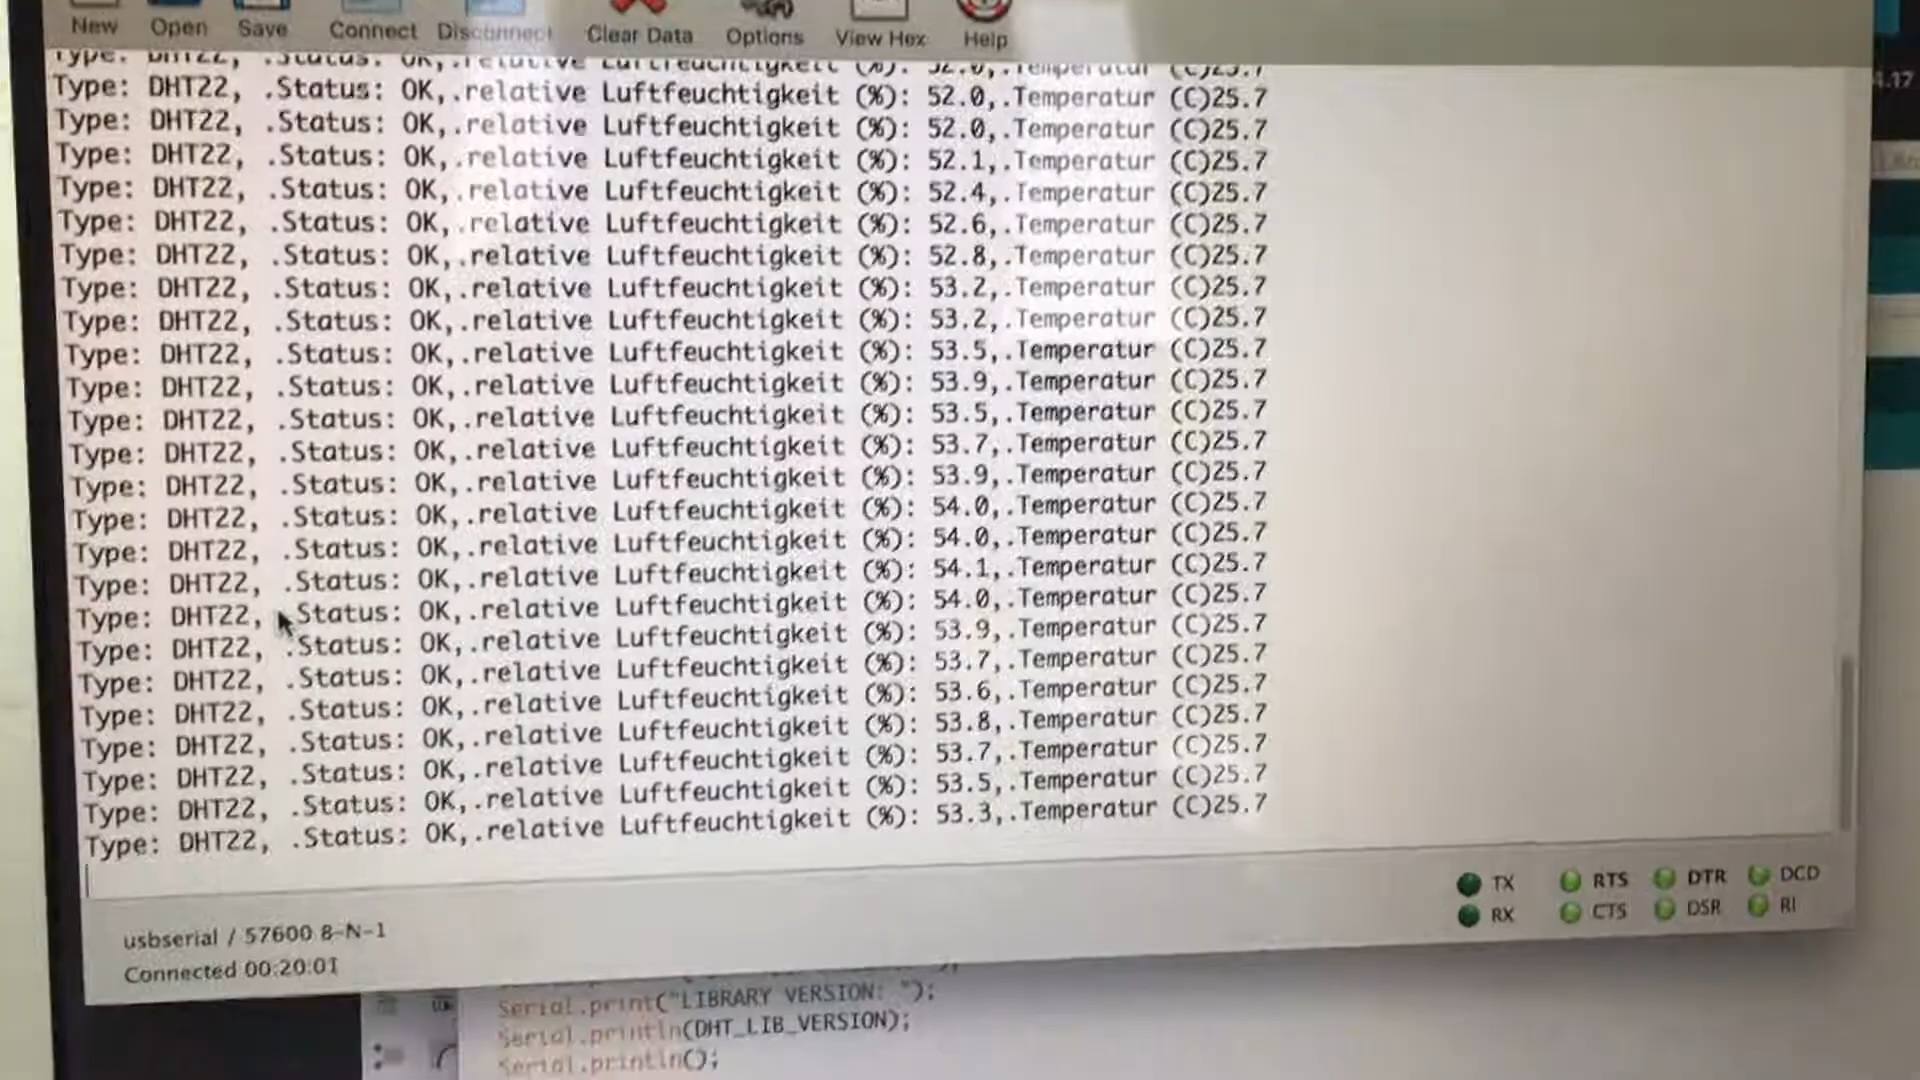 New Open Save Connect Disconnect Clear Data Options View Hex Help
Type: DHT22, .Status: OK,.relative Luftfeuchtigkeit (%): 52.0,.Temperatur (C)25.7
Type: DHT22, .Status: OK,.relative Luftfeuchtigkeit (%): 52.0,.Temperatur (C)25.7
Type: DHT22, .Status: OK,.relative Luftfeuchtigkeit (%): 52.0,.Temperatur (C)25.7
Type: DHT22, .Status: OK,.relative Luftfeuchtigkeit (%): 52.1,.Temperatur (C)25.7
Type: DHT22, .Status: OK,.relative Luftfeuchtigkeit (%): 52.4,.Temperatur (C)25.7
Type: DHT22, .Status: OK,.relative Luftfeuchtigkeit (%): 52.6,.Temperatur (C)25.7
Type: DHT22, .Status: OK,.relative Luftfeuchtigkeit (%): 52.8,.Temperatur (C)25.7
Type: DHT22, .Status: OK,.relative Luftfeuchtigkeit (%): 53.2,.Temperatur (C)25.7
Type: DHT22, .Status: OK,.relative Luftfeuchtigkeit (%): 53.2,.Temperatur (C)25.7
Type: DHT22, .Status: OK,.relative Luftfeuchtigkeit (%): 53.5,.Temperatur (C)25.7
Type: DHT22, .Status: OK,.relative Luftfeuchtigkeit (%): 53.9,.Temperatur (C)25.7
Type: DHT22, .Status: OK,.relative Luftfeuchtigkeit (%): 53.5,.Temperatur (C)25.7
Type: DHT22, .Status: OK,.relative Luftfeuchtigkeit (%): 53.7,.Temperatur (C)25.7
Type: DHT22, .Status: OK,.relative Luftfeuchtigkeit (%): 53.9,.Temperatur (C)25.7
Type: DHT22, .Status: OK,.relative Luftfeuchtigkeit (%): 54.0,.Temperatur (C)25.7
Type: DHT22, .Status: OK,.relative Luftfeuchtigkeit (%): 54.0,.Temperatur (C)25.7
Type: DHT22, .Status: OK,.relative Luftfeuchtigkeit (%): 54.1,.Temperatur (C)25.7
Type: DHT22, .Status: OK,.relative Luftfeuchtigkeit (%): 54.0,.Temperatur (C)25.7
Type: DHT22, .Status: OK,.relative Luftfeuchtigkeit (%): 53.9,.Temperatur (C)25.7
Type: DHT22, .Status: OK,.relative Luftfeuchtigkeit (%): 53.7,.Temperatur (C)25.7
Type: DHT22, .Status: OK,.relative Luftfeuchtigkeit (%): 53.6,.Temperatur (C)25.7
Type: DHT22, .Status: OK,.relative Luftfeuchtigkeit (%): 53.8,.Temperatur (C)25.7
Type: DHT22, .Status: OK,.relative Luftfeuchtigkeit (%): 53.7,.Temperatur (C)25.7
Type: DHT22, .Status: OK,.relative Luftfeuchtigkeit (%): 53.5,.Temperatur (C)25.7
Type: DHT22, .Status: OK,.relative Luftfeuchtigkeit (%): 53.3,.Temperatur (C)25.7
TX RTS DTR DCD
RX CTS DSR RI
usbserial / 57600 8-N-1
Connected 00:20:01
Serial.print("LIBRARY VERSION: ");
Serial.println(DHT_LIB_VERSION);
Serial.println();